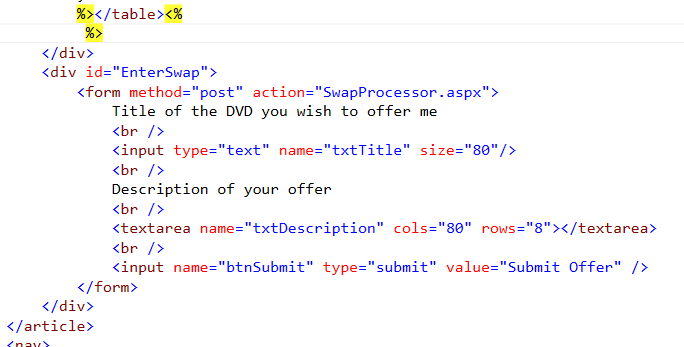 %></table><%
%>
</div>
<div id="EnterSwap">
<form method="post" action="SwapProcessor.aspx">
Title of the DVD you wish to offer me
<br />
<input type="text" name="txtTitle" size="80"/>
<br />
Description of your offer
<br />
<textarea name="txtDescription" cols="80" rows="8"></textarea>
<br />
<input name="btnSubmit" type="submit" value="Submit Offer" />
</form>
</div>
</article>
<nav>